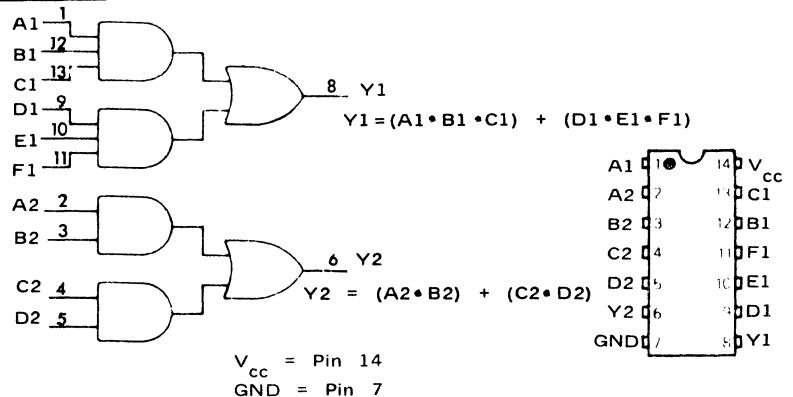 A1 1
B1 12
C1 13
D1 9
E1 10
F1 11
8 Y1
Y1=(A1•B1•C1) + (D1•E1•F1)
A2 2
B2 3
C2 4
D2 5
6 Y2
Y2 = (A2•B2) + (C2•D2)
Vcc = Pin 14
GND = Pin 7
A1 1 14 Vcc
A2 2 13 C1
B2 3 12 B1
C2 4 11 F1
D2 5 10 E1
Y2 6 9 D1
GND 7 8 Y1